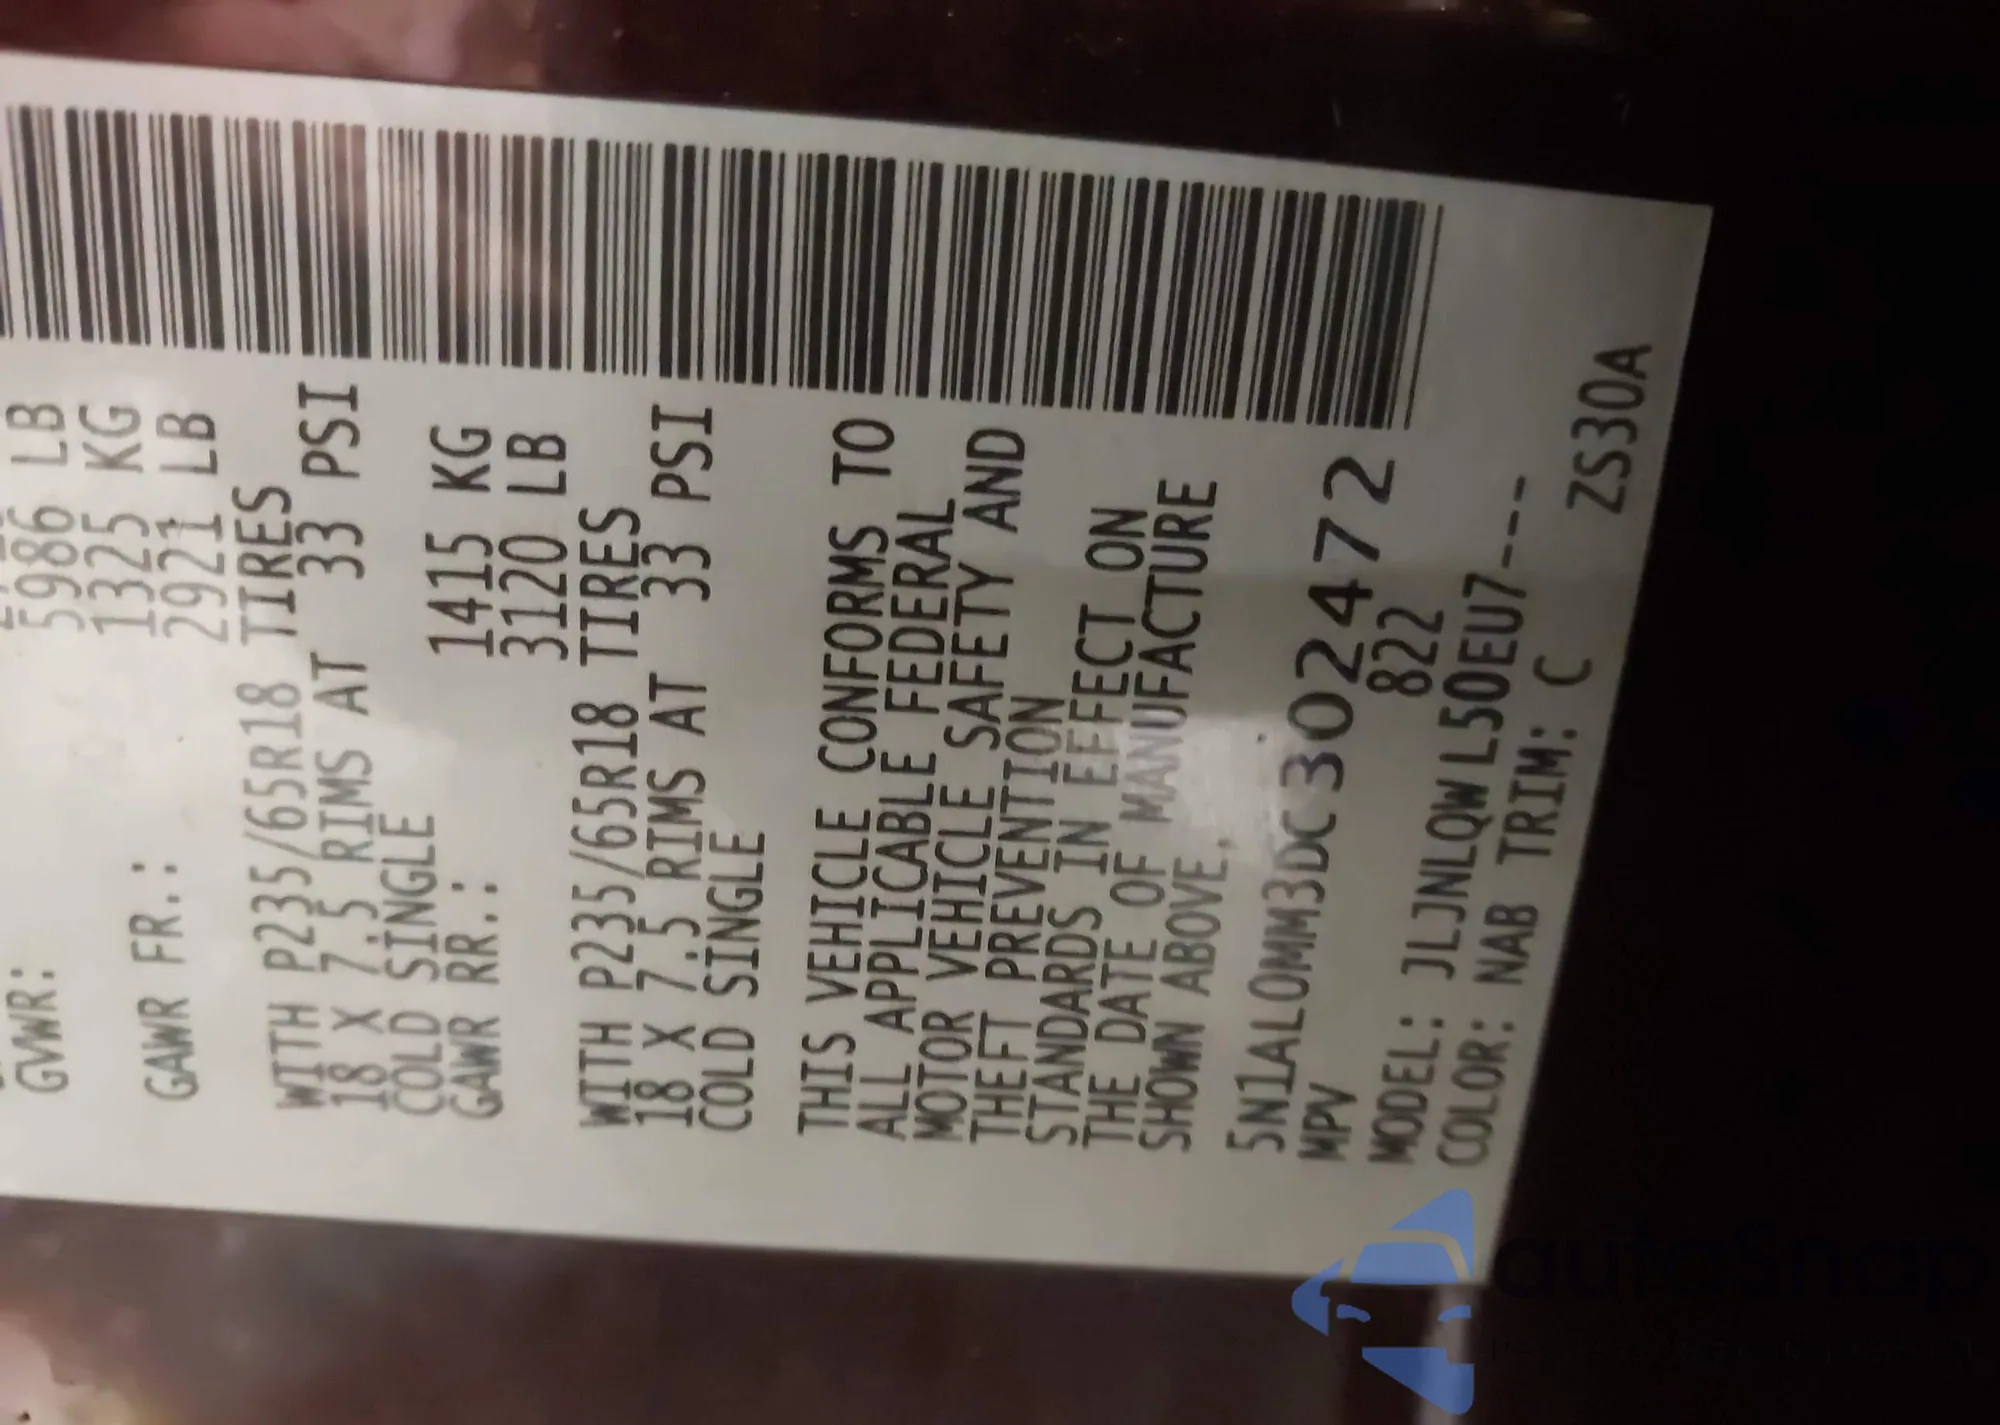 GVWR: 5986 LB
1325 KG
GAWR FR.: 2921 LB
WITH P235/65R18 TIRES
18 X 7.5 RIMS AT 33 PSI
COLD SINGLE
GAWR RR.: 1415 KG
3120 LB
WITH P235/65R18 TIRES
18 X 7.5 RIMS AT 33 PSI
COLD SINGLE
THIS VEHICLE CONFORMS TO
ALL APPLICABLE FEDERAL
MOTOR VEHICLE SAFETY AND
THEFT PREVENTION
STANDARDS IN EFFECT ON
THE DATE OF MANUFACTURE
SHOWN ABOVE.
5N1AL0MM3DC302472
MPV 822
MODEL: JLJNLQWL50EU7---
COLOR: NAB TRIM: C
ZS30A
autosnap